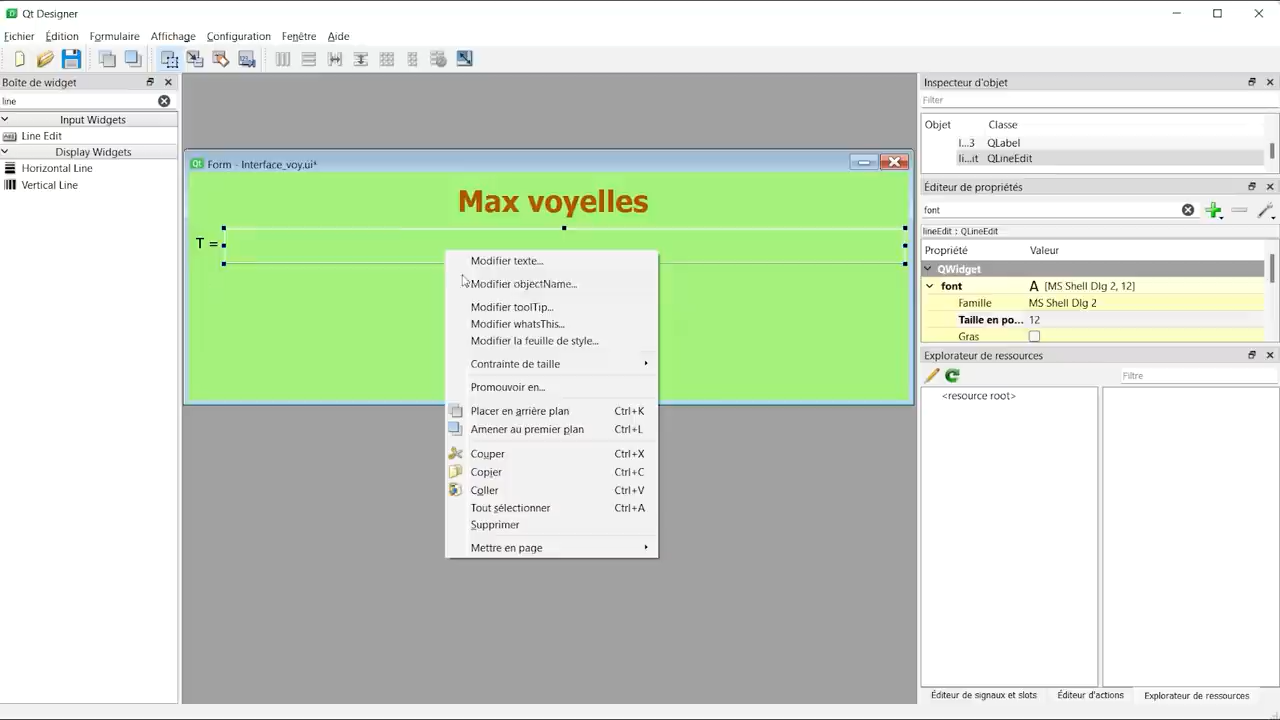 Qt Designer
Fichier Édition Formulaire Affichage Configuration Fenêtre Aide
Boîte de widget
line
Input Widgets
Line Edit
Display Widgets
Horizontal Line
Vertical Line
Form - Interface_voy.ui*
Max voyelles
T =
Modifier texte...
Modifier objectName...
Modifier toolTip...
Modifier whatsThis...
Modifier la feuille de style...
Contrainte de taille
Promouvoir en...
Placer en arrière plan Ctrl+K
Amener au premier plan Ctrl+L
Couper Ctrl+X
Copier Ctrl+C
Coller Ctrl+V
Tout sélectionner Ctrl+A
Supprimer
Mettre en page
Inspecteur d'objet
Filter
Objet Classe
l...3 QLabel
li...it QLineEdit
Éditeur de propriétés
font
lineEdit : QLineEdit
Propriété Valeur
QWidget
font A [MS Shell Dlg 2, 12]
Famille MS Shell Dlg 2
Taille en po... 12
Gras
Explorateur de ressources
Filtre
<resource root>
Éditeur de signaux et slots Éditeur d'actions Explorateur de ressources